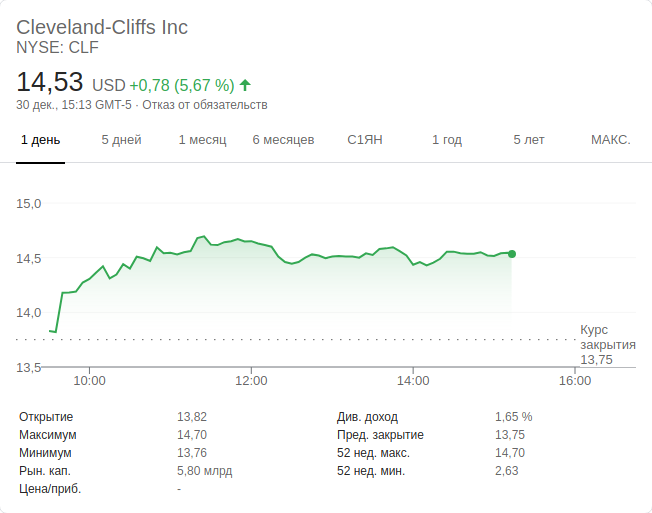 Cleveland-Cliffs Inc
NYSE: CLF
14,53 USD +0,78 (5,67 %)
30 дек., 15:13 GMT-5 · Отказ от обязательств
1 день 5 дней 1 месяц 6 месяцев С1ЯН 1 год 5 лет МАКС.
15,0
14,5
14,0
Курс
закрытия
13,75
13,5
10:00 12:00 14:00 16:00
Открытие 13,82 Див. доход 1,65 %
Максимум 14,70 Пред. закрытие 13,75
Минимум 13,76 52 нед. макс. 14,70
Рын. кап. 5,80 млрд 52 нед. мин. 2,63
Цена/приб. -